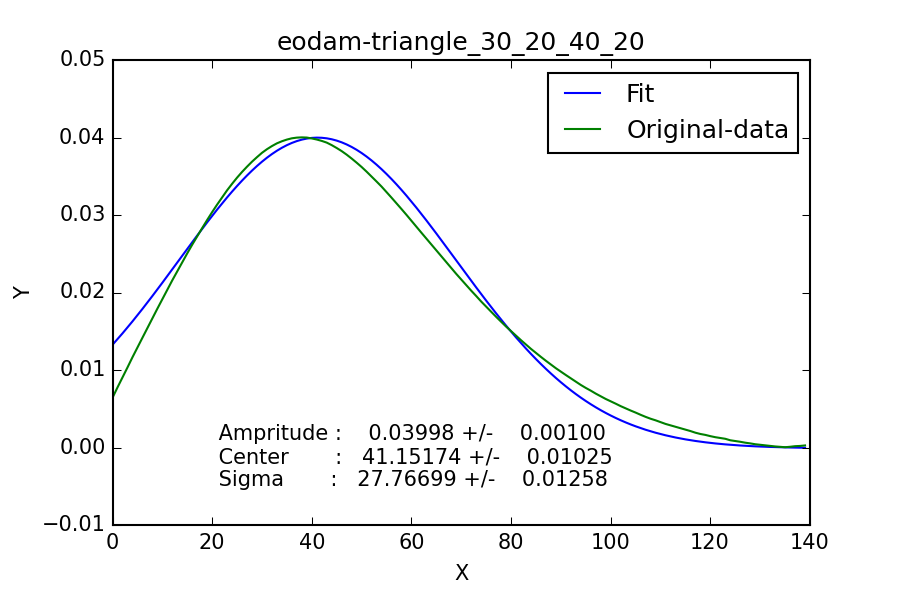 eodam-triangle_30_20_40_20
0.05
0.04
0.03
0.02
0.01
0.00
−0.01
Y
Fit
Original-data
Ampritude : 0.03998 +/- 0.00100
Center : 41.15174 +/- 0.01025
Sigma : 27.76699 +/- 0.01258
0 20 40 60 80 100 120 140
X